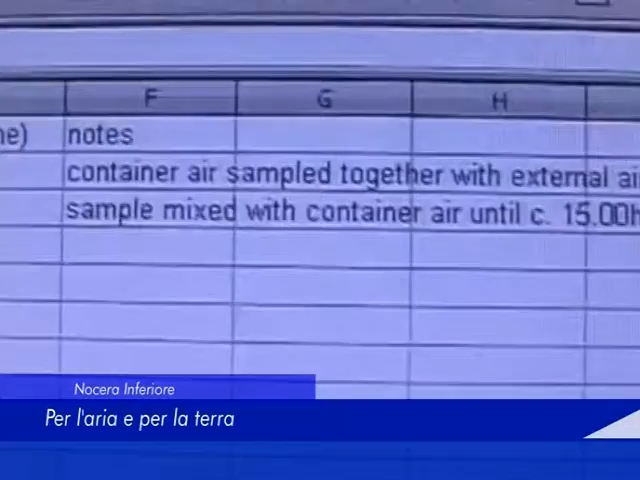 F G H
he) notes
container air sampled together with external ai
sample mixed with container air until c. 15.00h
Nocera Inferiore
Per l'aria e per la terra